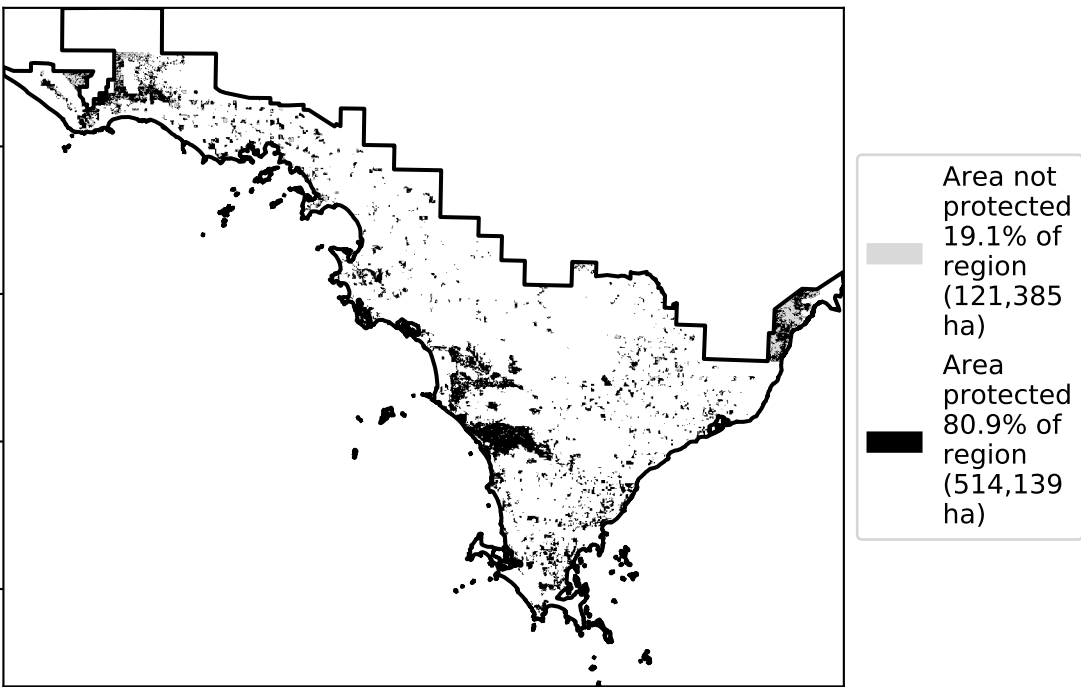 Area not
protected
19.1% of
region
(121,385
ha)
Area
protected
80.9% of
region
(514,139
ha)